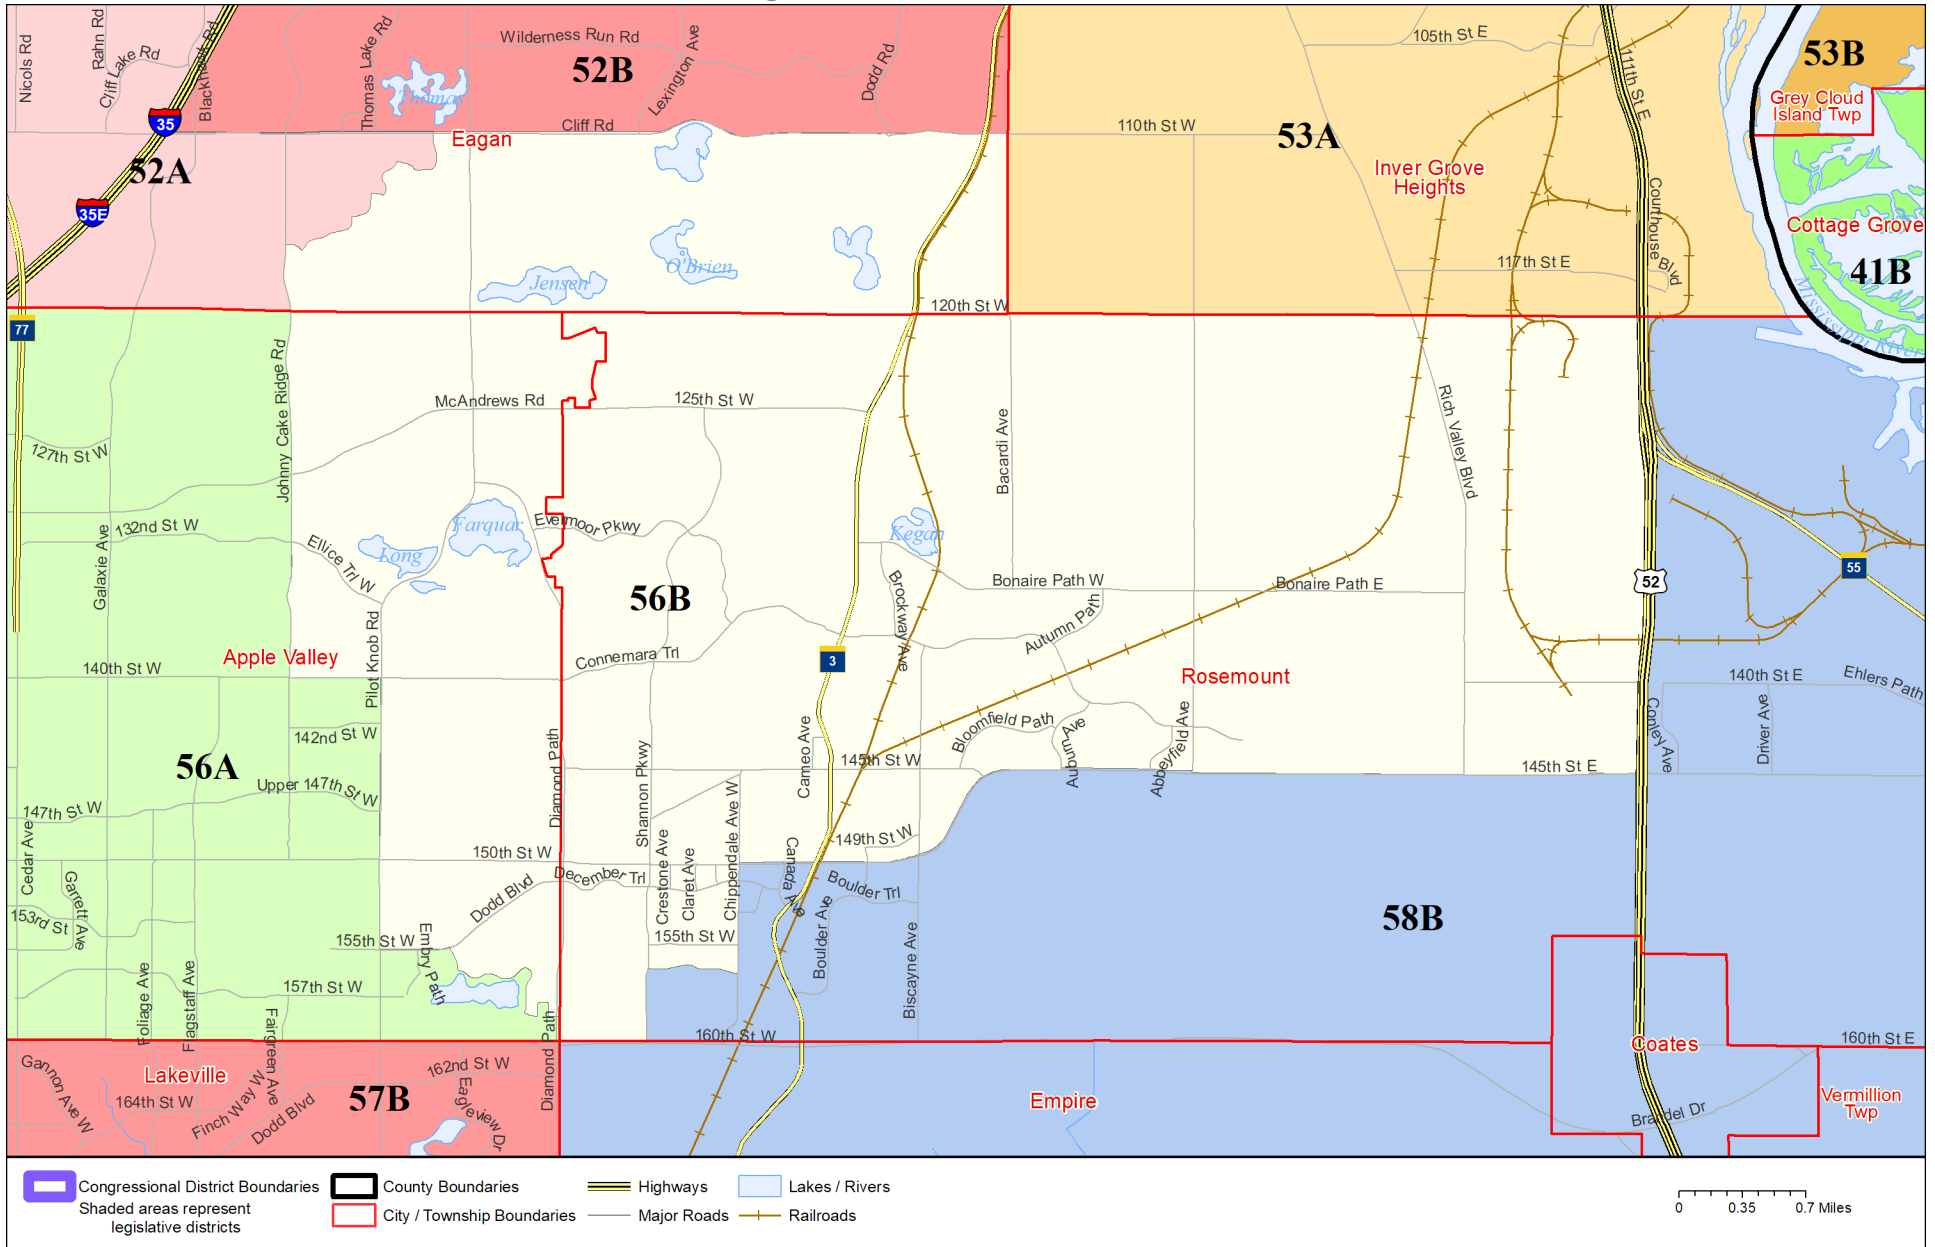 Nicols Rd
Rahn Rd
Cliff Lake Rd
Blackhawk Rd
Thomas Lake Rd
Wilderness Run Rd
Lexington Ave
Dodd Rd
52B
Thomas
Cliff Rd
Eagan
35
52A
35E
105th St E
111th St E
53B
Grey Cloud
Island Twp
110th St W
53A
Inver Grove
Heights
Courthouse
Blvd
117th St E
Cottage Grove
41B
Mississippi River
Jensen
O'Brien
120th St W
77
Johnny Cake Ridge Rd
McAndrews Rd
125th St W
127th St W
Bacardi Ave
Rich Valley Blvd
132nd St W
Galaxie Ave
Ellice Trl W
Long
Farquar
Evermoor Pkwy
Kegan
Brockway Ave
Bonaire Path W
Bonaire Path E
52
55
56B
Autumn Path
Pilot Knob Rd
Apple Valley
140th St W
Connemara Trl
3
Rosemount
140th St E
Ehlers Path
142nd St W
56A
Upper 147th St W
147th St W
Diamond Path
Shannon Pkwy
Cameo Ave
145th St W
Bloomfield Path
Auburn Ave
Abbeyfield Ave
145th St E
Conley Ave
Driver Ave
Cedar Ave
150th St W
149th St W
Garrett Ave
153rd St
Dodd Blvd
December Trl
Crestone Ave
Claret Ave
Chippendale Ave W
Canada Ave
Boulder Trl
Boulder Ave
Biscayne Ave
58B
155th St W
155th St W
Embry Path
157th St W
Foliage Ave
Flagstaff Ave
Fairgreen Ave
Diamond Path
160th St W
160th St E
Coates
Gannon Ave W
Lakeville
164th St W
Finch Way W
Dodd Blvd
57B
162nd St W
Eagleview Dr
Diamond Path
Empire
Brandel Dr
Vermillion
Twp
Congressional District Boundaries
Shaded areas represent
legislative districts
County Boundaries
City / Township Boundaries
Highways
Major Roads
Lakes / Rivers
Railroads
0 0.35 0.7 Miles